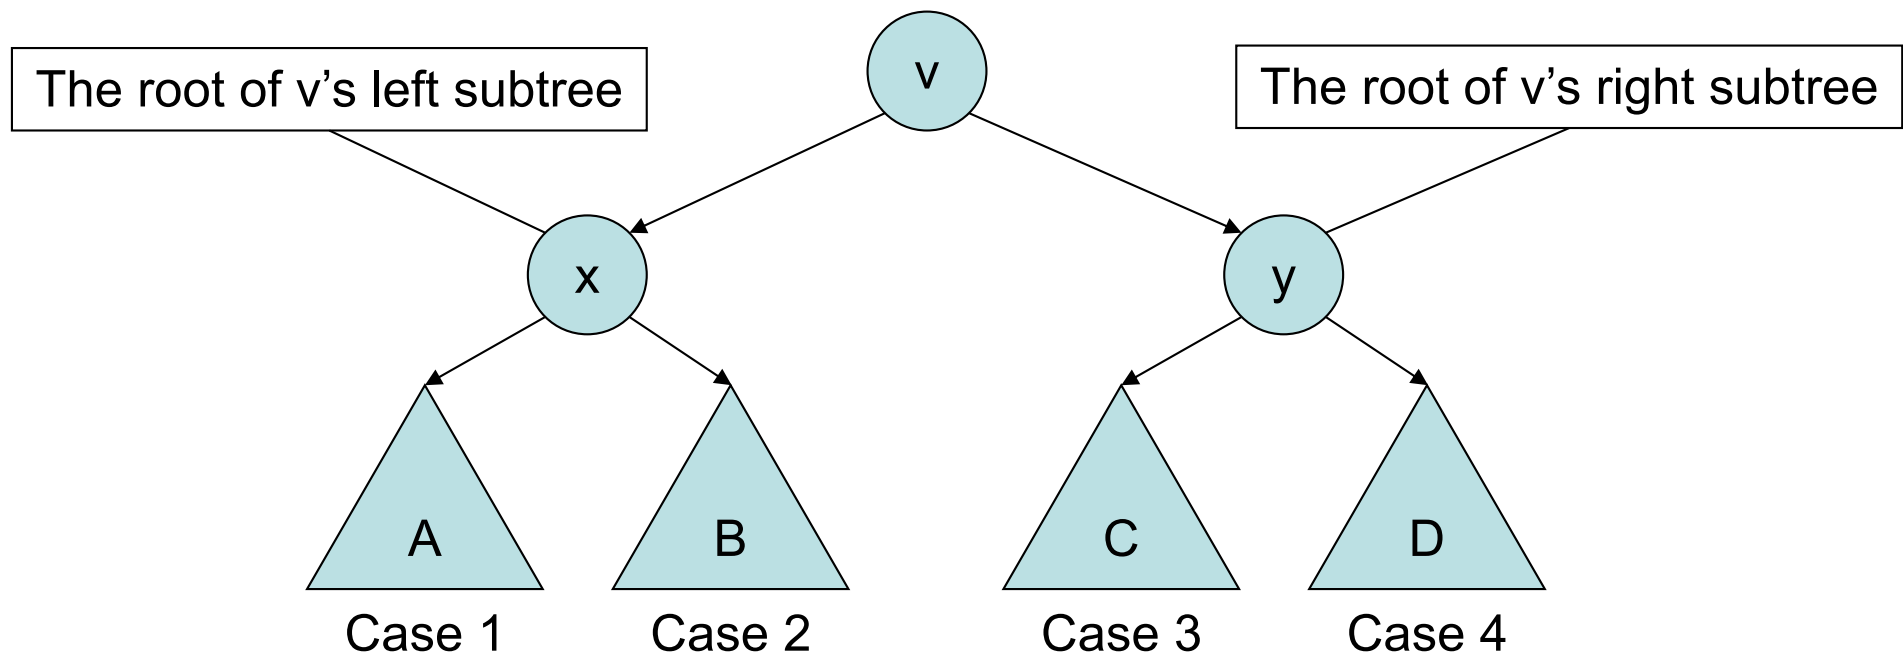 The root of v’s left subtree
v
The root of v’s right subtree
x
y
A
B
C
D
Case 1
Case 2
Case 3
Case 4